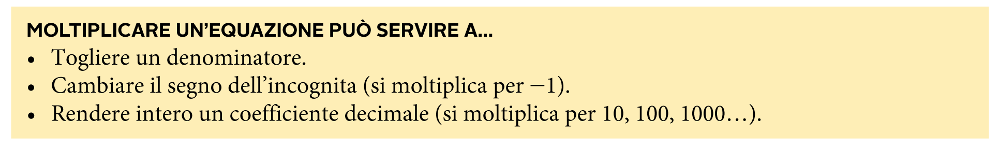 MOLTIPLICARE UN’EQUAZIONE PUÒ SERVIRE A...
• Togliere un denominatore.
• Cambiare il segno dell’incognita (si moltiplica per −1).
• Rendere intero un coefficiente decimale (si moltiplica per 10, 100, 1000…).